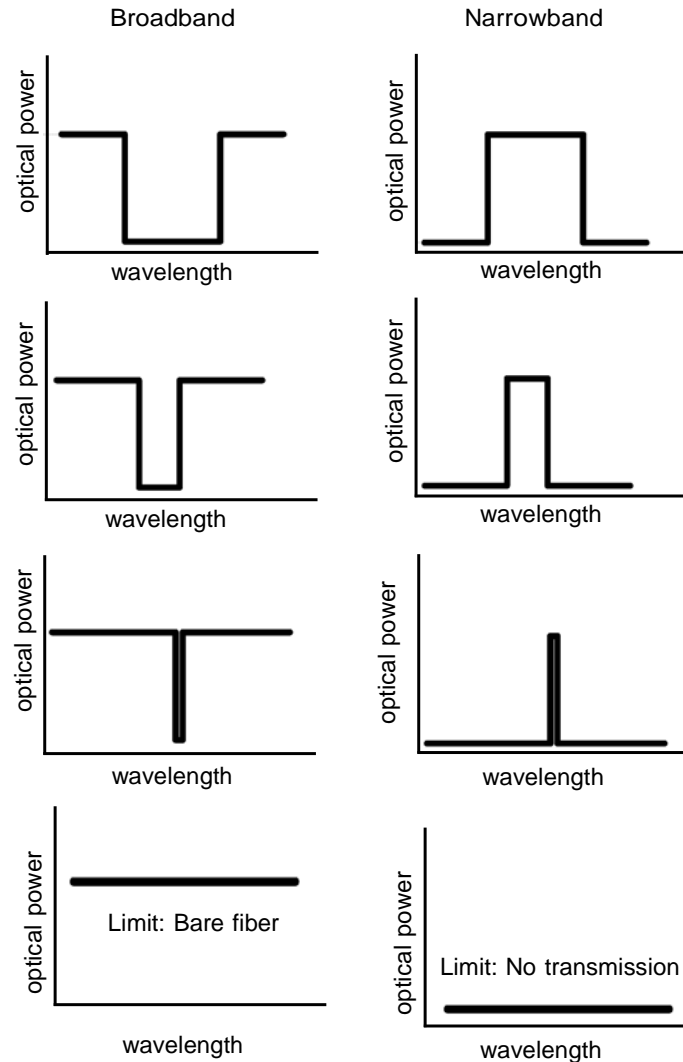 Broadband
Narrowband
optical power
wavelength
optical power
wavelength
optical power
wavelength
optical power
wavelength
optical power
wavelength
optical power
wavelength
optical power
Limit: Bare fiber
wavelength
optical power
Limit: No transmission
wavelength